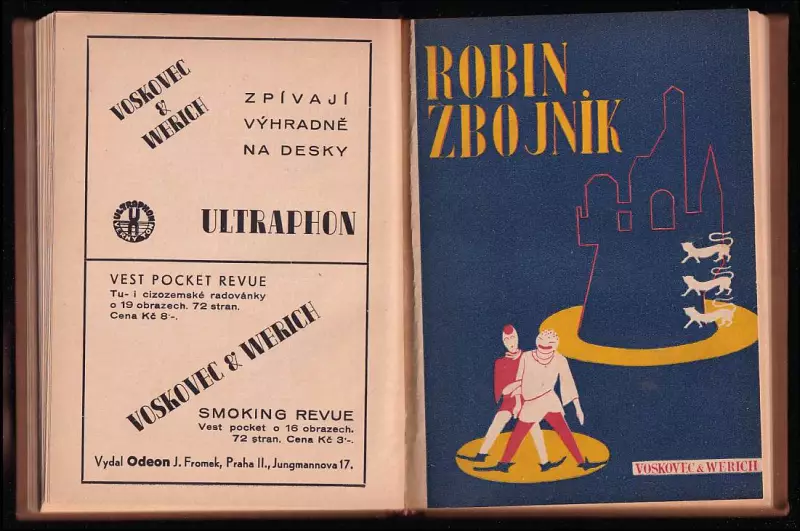 VOSKOVEC
&
WERICH
ZPÍVAJÍ
VÝHRADNĚ
NA DESKY
ULTRAPHON
ULTRAPHON
VEST POCKET REVUE
Tu- i cizozemské radovánky
o 19 obrazech. 72 stran.
Cena Kč 8·-.
VOSKOVEC & WERICH
SMOKING REVUE
Vest pocket o 16 obrazech.
72 stran. Cena Kč 3·-.
Vydal Odeon J. Fromek, Praha II., Jungmannova 17.
ROBIN
ZBOJNÍK
VOSKOVEC & WERICH